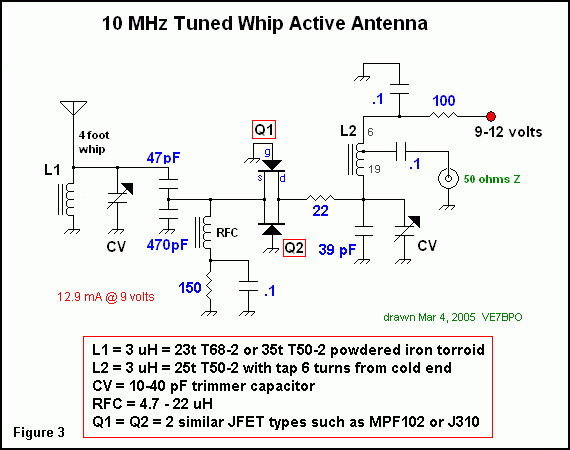 10 MHz Tuned Whip Active Antenna
4 foot
whip
L1
CV
47pF
470pF
RFC
150
.1
Q1
g
s
d
Q2
22
39 pF
CV
L2
6
19
.1
.1
100
9-12 volts
50 ohms Z
12.9 mA @ 9 volts
drawn Mar 4, 2005 VE7BPO
L1 = 3 uH = 23t T68-2 or 35t T50-2 powdered iron torroid
L2 = 3 uH = 25t T50-2 with tap 6 turns from cold end
CV = 10-40 pF trimmer capacitor
RFC = 4.7 - 22 uH
Q1 = Q2 = 2 similar JFET types such as MPF102 or J310
Figure 3